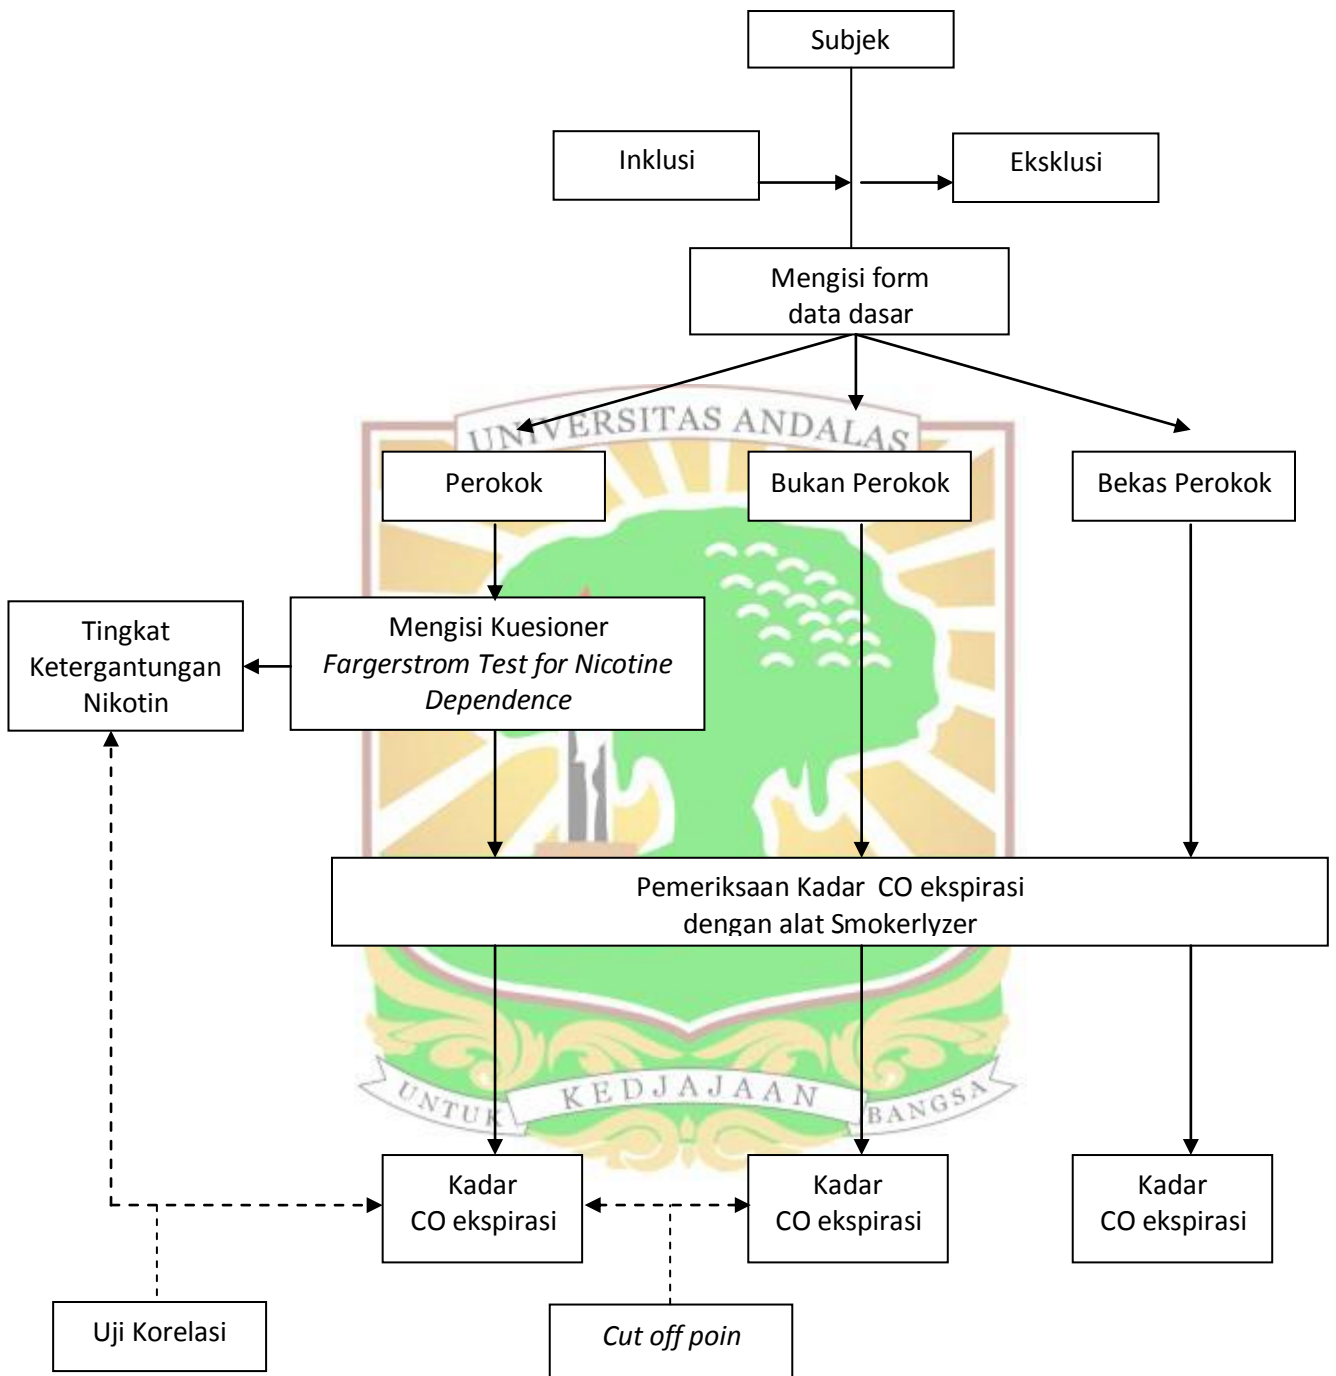 Subjek
Inklusi
Eksklusi
Mengisi form
data dasar
UNIVERSITAS ANDALAS
Perokok
Bukan Perokok
Bekas Perokok
Tingkat
Ketergantungan
Nikotin
Mengisi Kuesioner
Fargerstrom Test for Nicotine
Dependence
Pemeriksaan Kadar CO ekspirasi
dengan alat Smokerlyzer
UNTUK KEDJAJAAN BANGSA
Kadar
CO ekspirasi
Kadar
CO ekspirasi
Kadar
CO ekspirasi
Uji Korelasi
Cut off poin